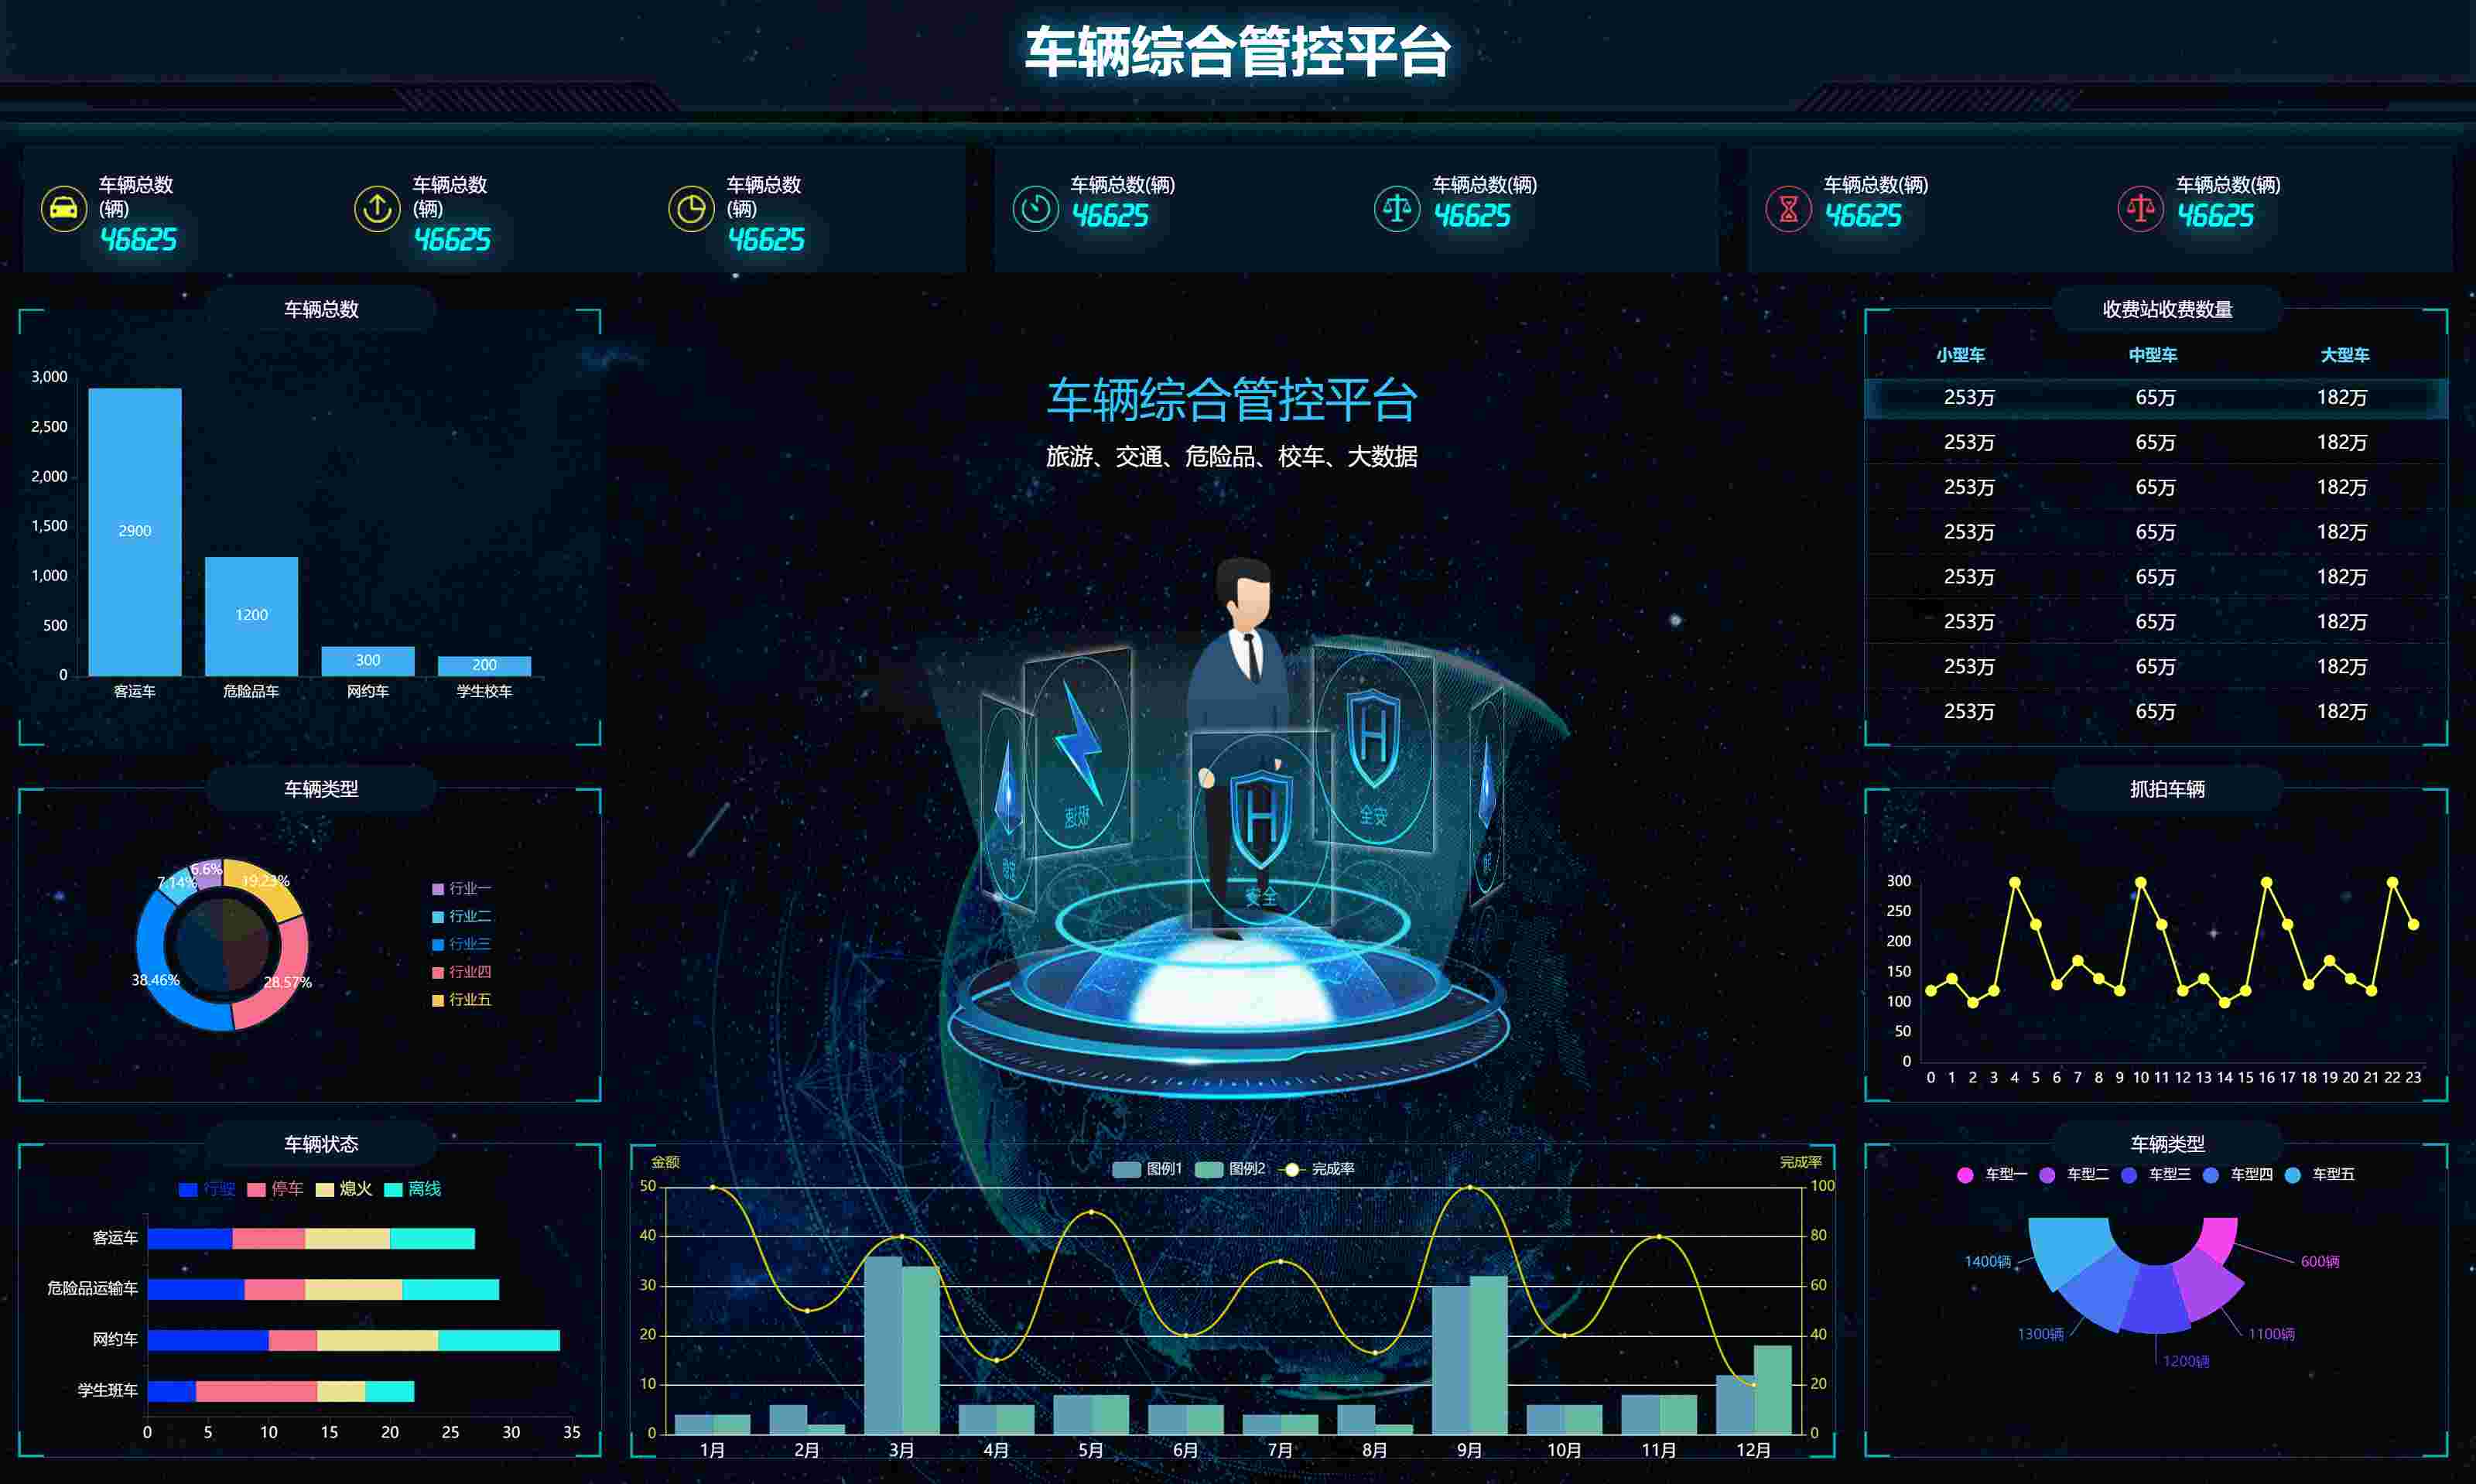 车辆综合管控平台
车辆总数
(辆)
46625
车辆总数
(辆)
46625
车辆总数
(辆)
46625
车辆总数(辆)
46625
车辆总数(辆)
46625
车辆总数(辆)
46625
车辆总数(辆)
46625
车辆总数
3,000
2,500
2,000
1,500
1,000
500
0
2900
1200
300
200
客运车 危险品车 网约车 学生校车
车辆类型
6.6%
7.14%
19.23%
38.46%
28.57%
行业一
行业二
行业三
行业四
行业五
车辆状态
行驶 停车 熄火 离线
客运车
危险品运输车
网约车
学生班车
0 5 10 15 20 25 30 35
车辆综合管控平台
旅游、交通、危险品、校车、大数据
安全
安全
金额
图例1 图例2 完成率
完成率
50
40
30
20
10
0
100
80
60
40
20
0
1月 2月 3月 4月 5月 6月 7月 8月 9月 10月 11月 12月
收费站收费数量
小型车 中型车 大型车
253万 65万 182万
253万 65万 182万
253万 65万 182万
253万 65万 182万
253万 65万 182万
253万 65万 182万
253万 65万 182万
253万 65万 182万
抓拍车辆
300
250
200
150
100
50
0
0 1 2 3 4 5 6 7 8 9 10 11 12 13 14 15 16 17 18 19 20 21 22 23
车辆类型
车型一 车型二 车型三 车型四 车型五
1400辆
600辆
1300辆
1100辆
1200辆